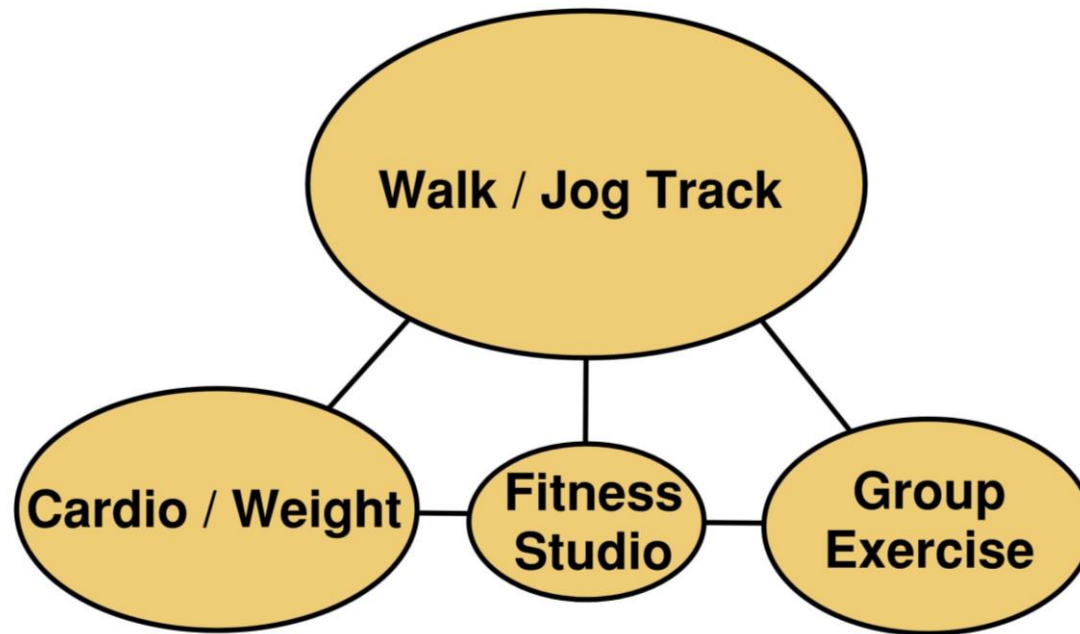 Walk / Jog Track
Cardio / Weight
Fitness
Studio
Group
Exercise